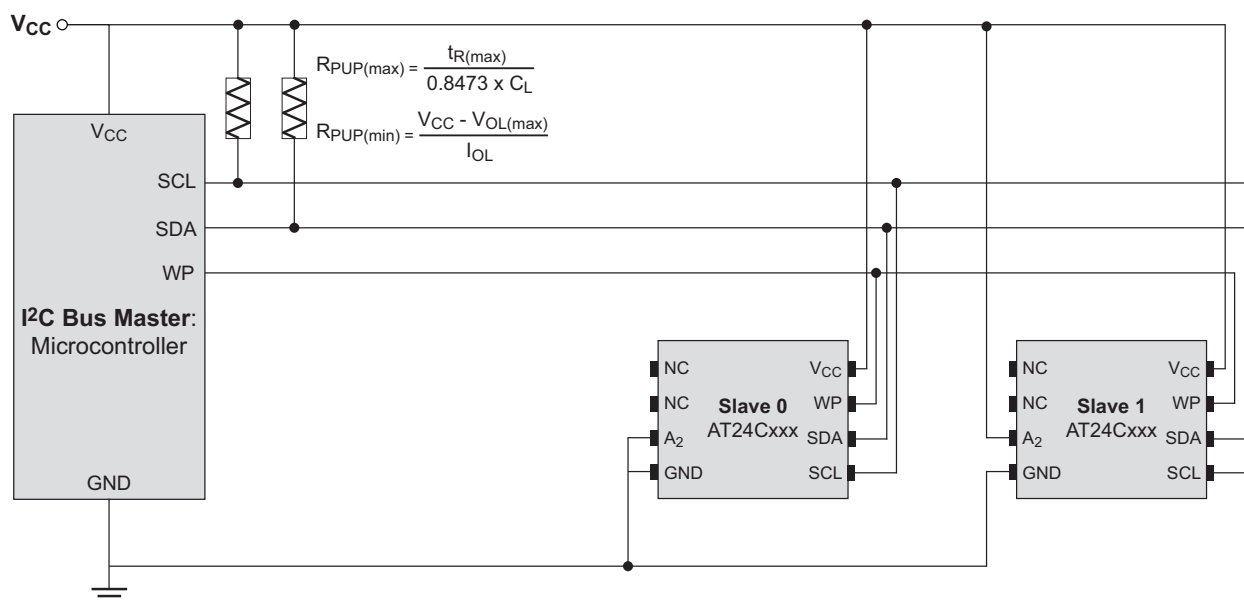 VCC
RPUP(max) = tR(max) / 0.8473 x CL
RPUP(min) = VCC - VOL(max) / IOL
VCC
SCL
SDA
WP
I²C Bus Master:
Microcontroller
GND
NC
NC
A2
GND
Slave 0
AT24Cxxx
VCC
WP
SDA
SCL
NC
NC
A2
GND
Slave 1
AT24Cxxx
VCC
WP
SDA
SCL